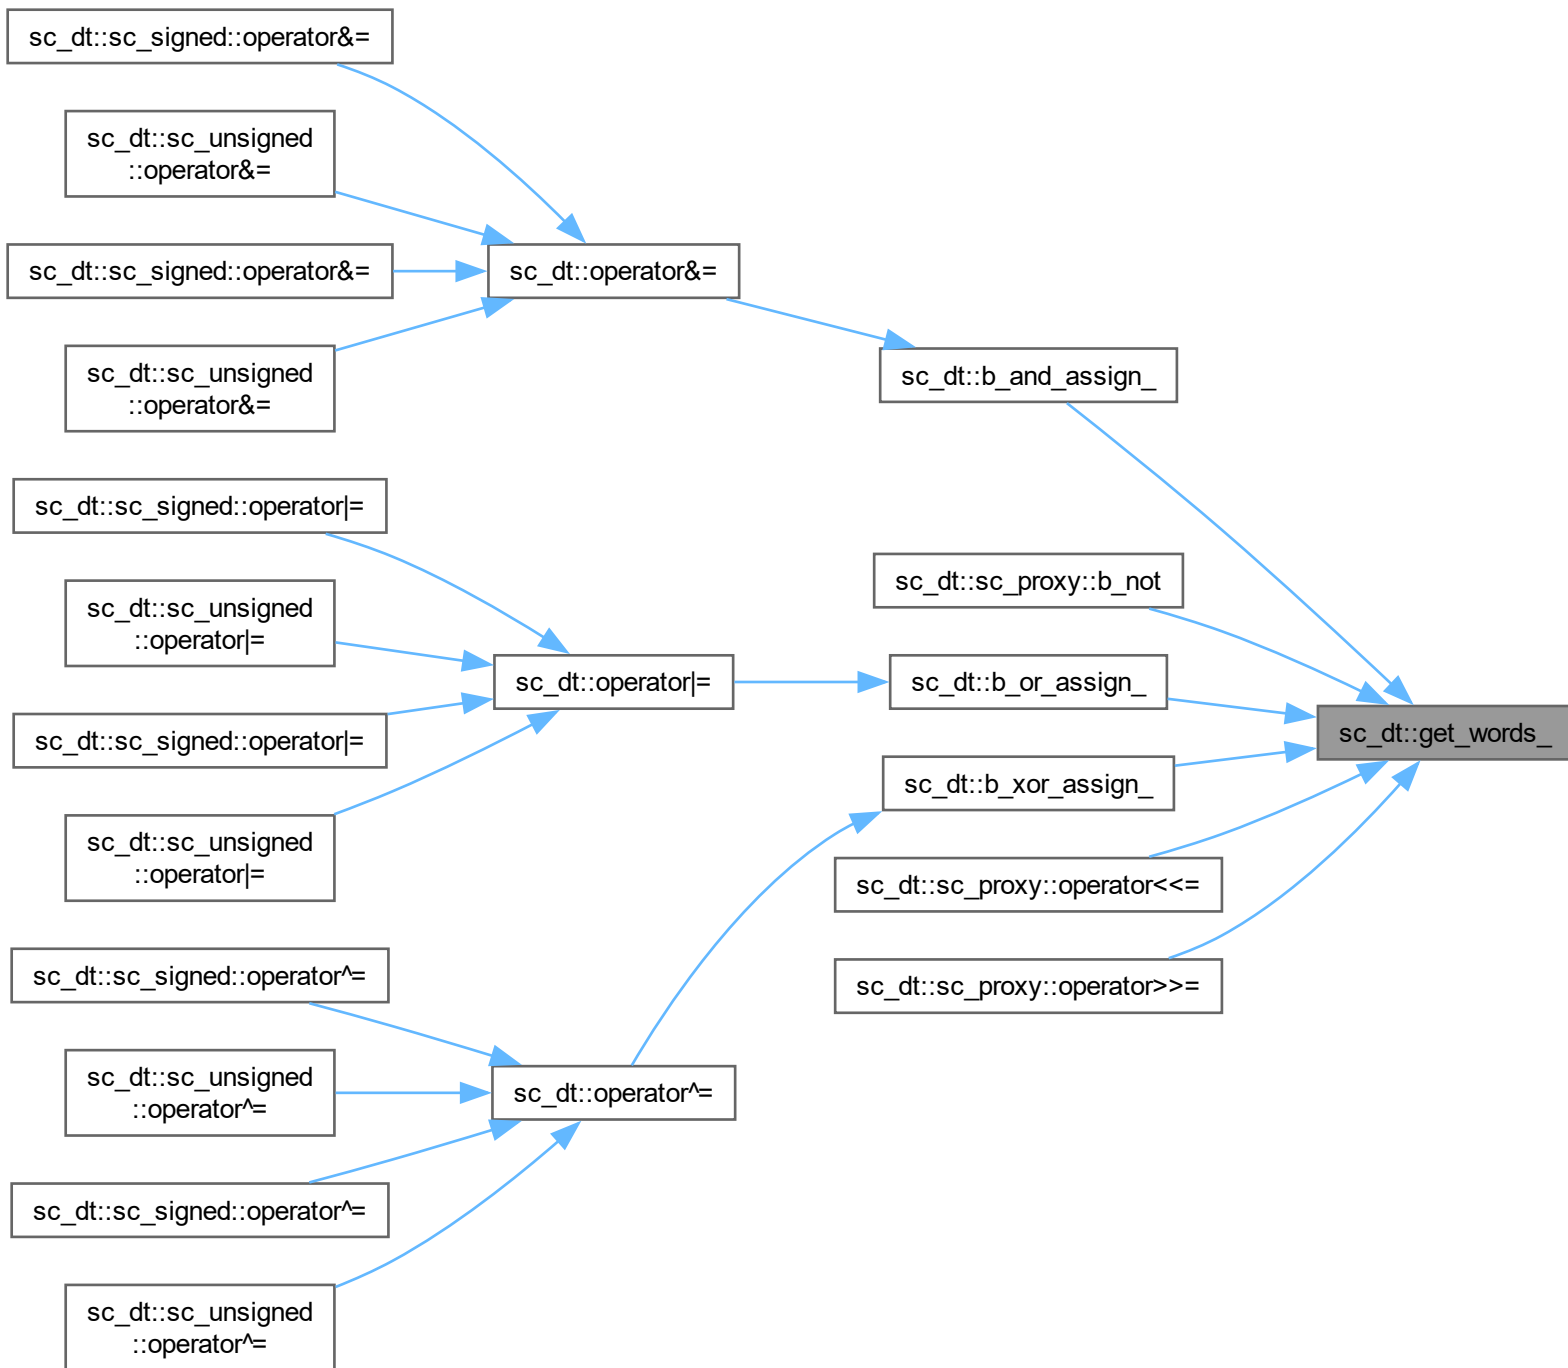 sc_dt::sc_signed::operator&=
sc_dt::sc_unsigned
::operator&=
sc_dt::sc_signed::operator&=
sc_dt::operator&=
sc_dt::sc_unsigned
::operator&=
sc_dt::b_and_assign_
sc_dt::sc_signed::operator|=
sc_dt::sc_proxy::b_not
sc_dt::sc_unsigned
::operator|=
sc_dt::operator|=
sc_dt::b_or_assign_
sc_dt::sc_signed::operator|=
sc_dt::get_words_
sc_dt::b_xor_assign_
sc_dt::sc_unsigned
::operator|=
sc_dt::sc_proxy::operator<<=
sc_dt::sc_signed::operator^=
sc_dt::sc_proxy::operator>>=
sc_dt::sc_unsigned
::operator^=
sc_dt::operator^=
sc_dt::sc_signed::operator^=
sc_dt::sc_unsigned
::operator^=